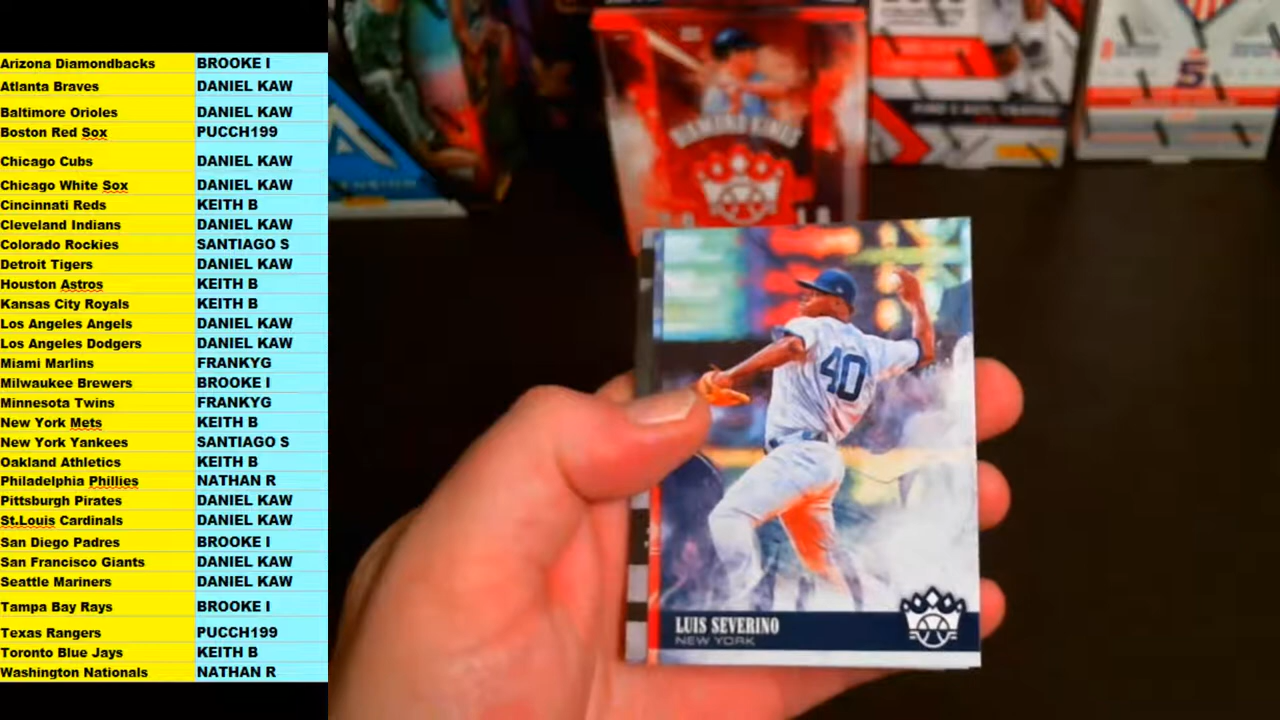 Arizona Diamondbacks BROOKE I
Atlanta Braves DANIEL KAW
Baltimore Orioles DANIEL KAW
Boston Red Sox PUCCH199
Chicago Cubs DANIEL KAW
Chicago White Sox DANIEL KAW
Cincinnati Reds KEITH B
Cleveland Indians DANIEL KAW
Colorado Rockies SANTIAGO S
Detroit Tigers DANIEL KAW
Houston Astros KEITH B
Kansas City Royals KEITH B
Los Angeles Angels DANIEL KAW
Los Angeles Dodgers DANIEL KAW
Miami Marlins FRANKYG
Milwaukee Brewers BROOKE I
Minnesota Twins FRANKYG
New York Mets KEITH B
New York Yankees SANTIAGO S
Oakland Athletics KEITH B
Philadelphia Phillies NATHAN R
Pittsburgh Pirates DANIEL KAW
St.Louis Cardinals DANIEL KAW
San Diego Padres BROOKE I
San Francisco Giants DANIEL KAW
Seattle Mariners DANIEL KAW
Tampa Bay Rays BROOKE I
Texas Rangers PUCCH199
Toronto Blue Jays KEITH B
Washington Nationals NATHAN R
DIAMOND KINGS
5
40
LUIS SEVERINO
NEW YORK